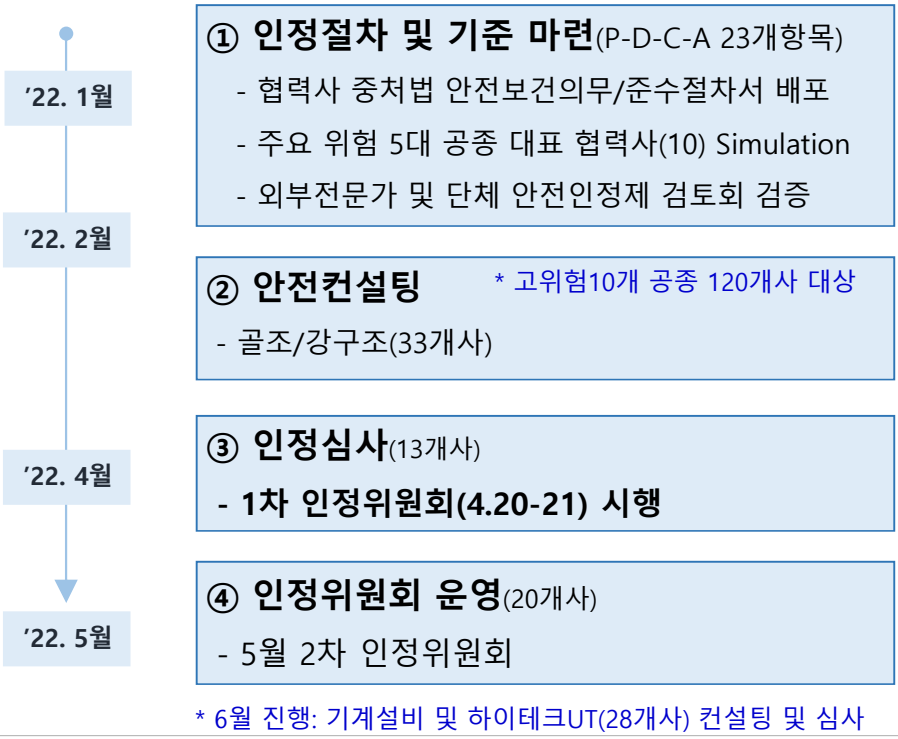 '22. 1월
① 인정절차 및 기준 마련(P-D-C-A 23개항목)
- 협력사 중처법 안전보건의무/준수절차서 배포
- 주요 위험 5대 공종 대표 협력사(10) Simulation
- 외부전문가 및 단체 안전인정제 검토회 검증
'22. 2월
② 안전컨설팅 * 고위험10개 공종 120개사 대상
- 골조/강구조(33개사)
'22. 4월
③ 인정심사(13개사)
- 1차 인정위원회(4.20-21) 시행
'22. 5월
④ 인정위원회 운영(20개사)
- 5월 2차 인정위원회
* 6월 진행: 기계설비 및 하이테크UT(28개사) 컨설팅 및 심사